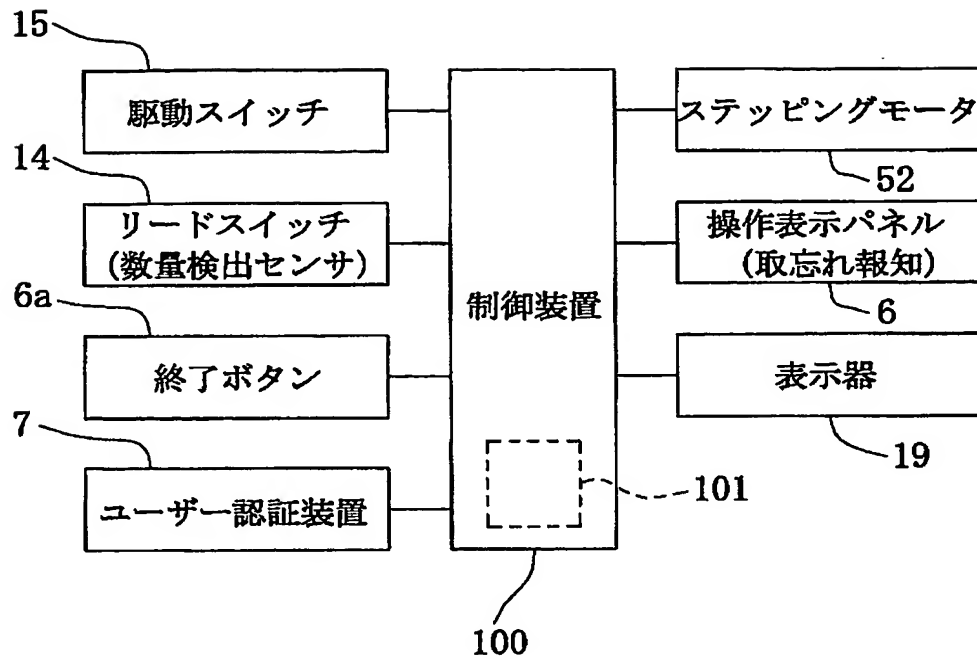 15
駆動スイッチ
14
リードスイッチ
(数量検出センサ)
6a
終了ボタン
7
ユーザー認証装置
制御装置
101
100
ステッピングモータ
52
操作表示パネル
(取忘れ報知)
6
表示器
19